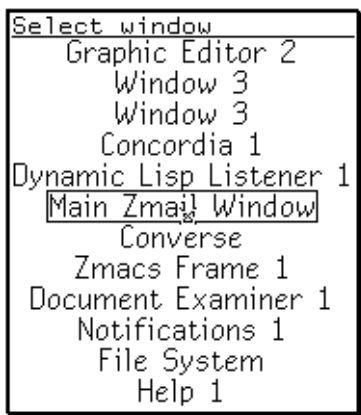 Select window
Graphic Editor 2
Window 3
Window 3
Concordia 1
Dynamic Lisp Listener 1
Main Zmail Window
Converse
Zmacs Frame 1
Document Examiner 1
Notifications 1
File System
Help 1